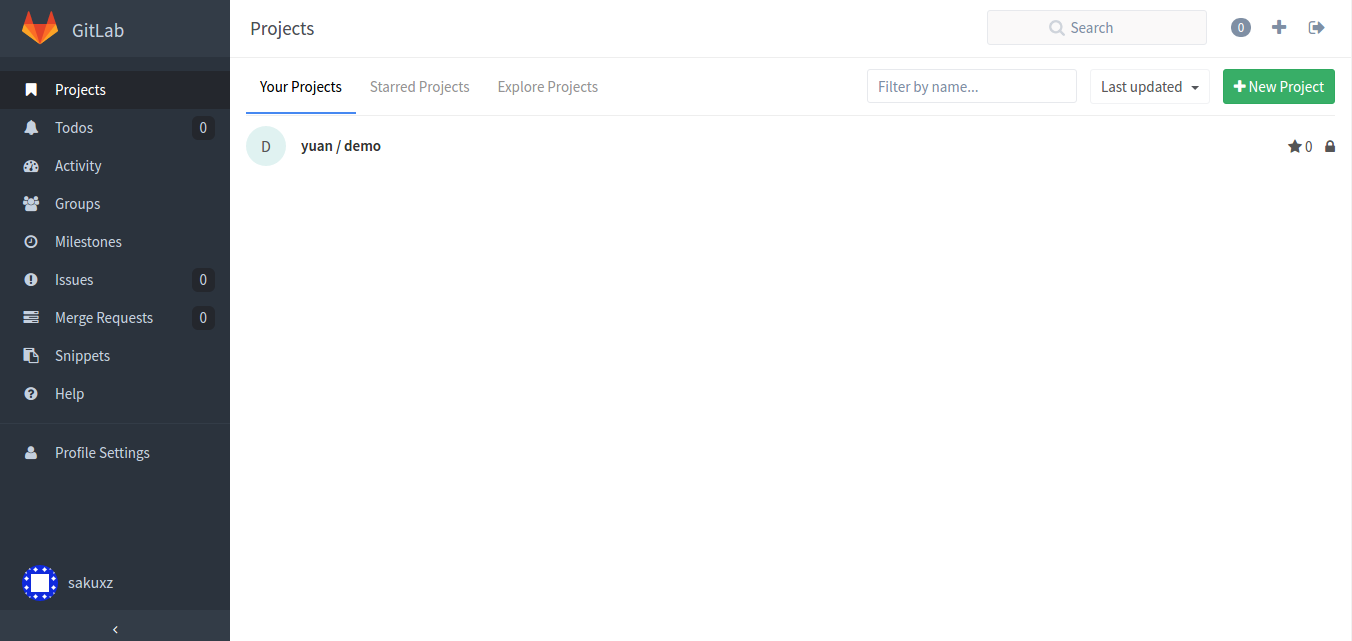 GitLab
Projects
Todos 0
Activity
Groups
Milestones
Issues 0
Merge Requests 0
Snippets
Help
Profile Settings
sakuxz
Projects
Search
0
Your Projects Starred Projects Explore Projects
Filter by name...
Last updated
New Project
D yuan / demo
0